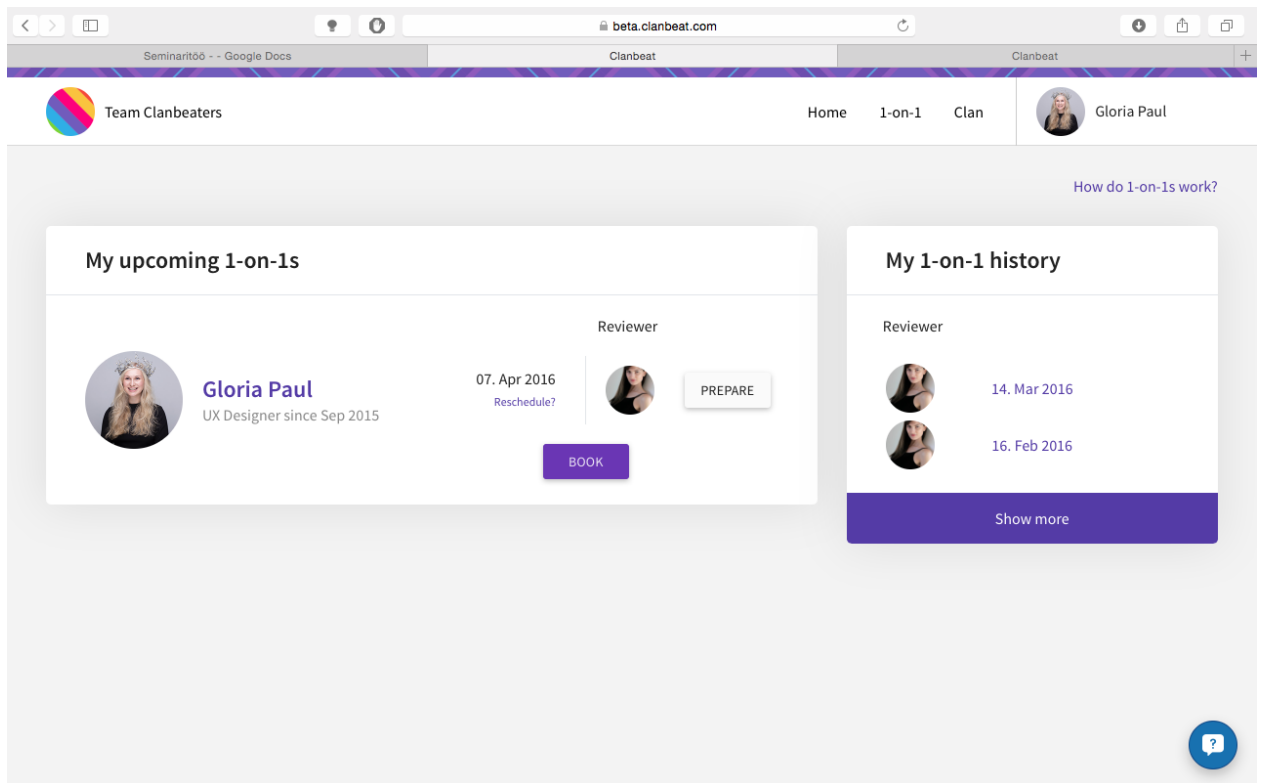 beta.clanbeat.com
Seminaritöö - - Google Docs
Clanbeat
Clanbeat
Team Clanbeaters
Home
1-on-1
Clan
Gloria Paul
How do 1-on-1s work?
My upcoming 1-on-1s
Reviewer
Gloria Paul
UX Designer since Sep 2015
07. Apr 2016
Reschedule?
PREPARE
BOOK
My 1-on-1 history
Reviewer
14. Mar 2016
16. Feb 2016
Show more
?